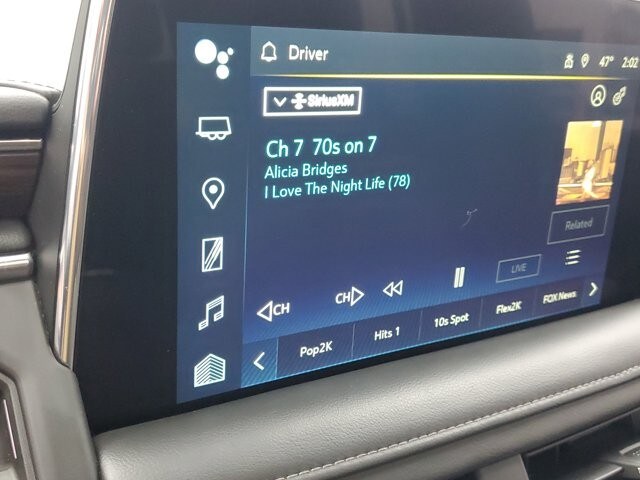 Driver
47° 2:02
SiriusXM
Ch 7 70s on 7
Alicia Bridges
I Love The Night Life (78)
Related
LIVE
CH CH
Pop2K Hits 1 10s Spot Flex2K FOX News